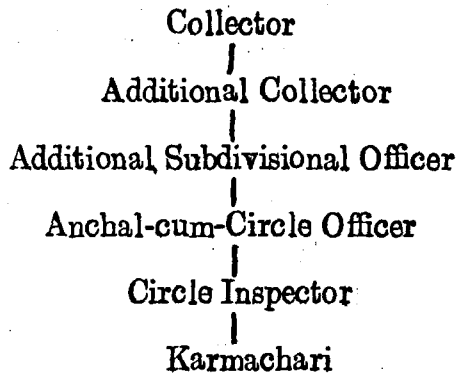 Collector
Additional Collector
Additional Subdivisional Officer
Anchal-cum-Circle Officer
Circle Inspector
Karmachari